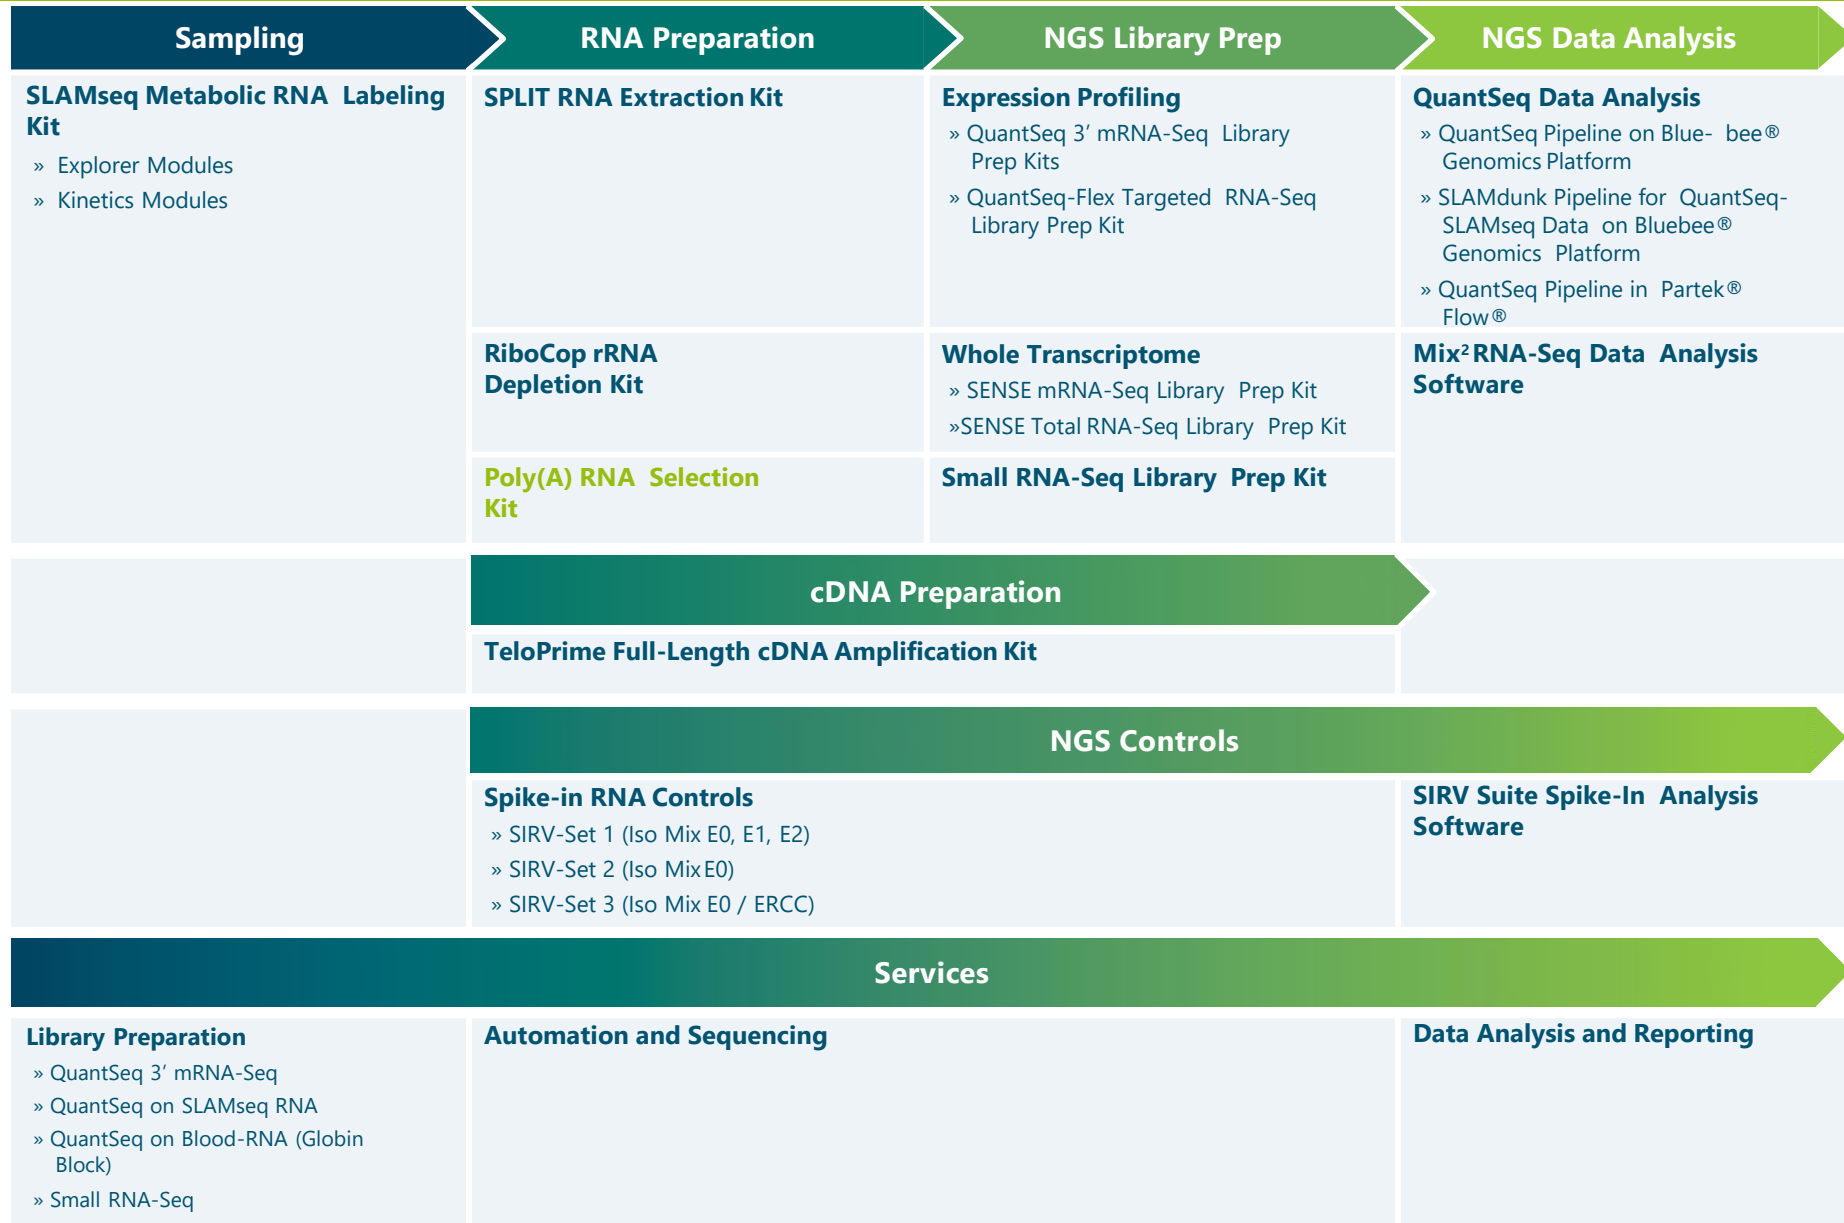 Sampling
RNA Preparation
NGS Library Prep
NGS Data Analysis
SLAMseq Metabolic RNA Labeling
Kit
» Explorer Modules
» Kinetics Modules
SPLIT RNA Extraction Kit
Expression Profiling
» QuantSeq 3’ mRNA-Seq Library
Prep Kits
» QuantSeq-Flex Targeted RNA-Seq
Library Prep Kit
QuantSeq Data Analysis
» QuantSeq Pipeline on Blue- bee®
Genomics Platform
» SLAMdunk Pipeline for QuantSeq-
SLAMseq Data on Bluebee®
Genomics Platform
» QuantSeq Pipeline in Partek®
Flow®
RiboCop rRNA
Depletion Kit
Whole Transcriptome
» SENSE mRNA-Seq Library Prep Kit
»SENSE Total RNA-Seq Library Prep Kit
Mix² RNA-Seq Data Analysis
Software
Poly(A) RNA Selection
Kit
Small RNA-Seq Library Prep Kit
cDNA Preparation
TeloPrime Full-Length cDNA Amplification Kit
NGS Controls
Spike-in RNA Controls
» SIRV-Set 1 (Iso Mix E0, E1, E2)
» SIRV-Set 2 (Iso Mix E0)
» SIRV-Set 3 (Iso Mix E0 / ERCC)
SIRV Suite Spike-In Analysis
Software
Services
Library Preparation
» QuantSeq 3’ mRNA-Seq
» QuantSeq on SLAMseq RNA
» QuantSeq on Blood-RNA (Globin
Block)
» Small RNA-Seq
Automation and Sequencing
Data Analysis and Reporting